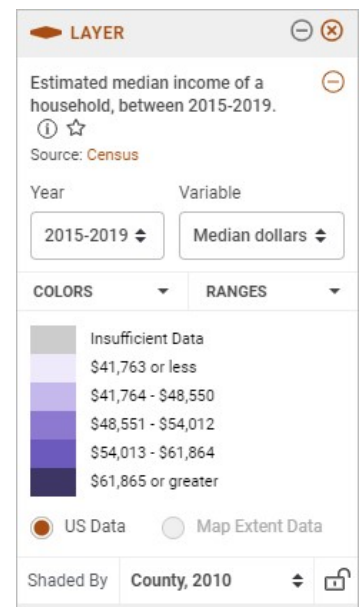 LAYER
Estimated median income of a
household, between 2015-2019.
Source: Census
Year Variable
2015-2019 Median dollars
COLORS RANGES
Insufficient Data
$41,763 or less
$41,764 - $48,550
$48,551 - $54,012
$54,013 - $61,864
$61,865 or greater
US Data Map Extent Data
Shaded By County, 2010